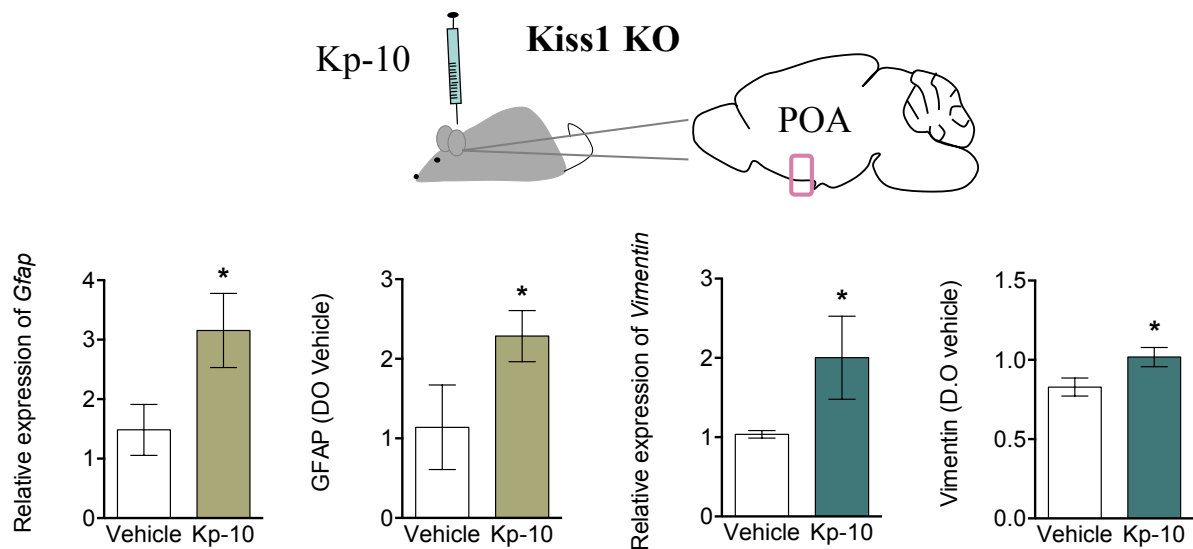 Kiss1 KO
Kp-10
POA
Relative expression of Gfap
4
3
2
1
0
*
Vehicle Kp-10
GFAP (DO Vehicle)
3
2
1
0
*
Vehicle Kp-10
Relative expression of Vimentin
3
2
1
0
*
Vehicle Kp-10
Vimentin (D.O vehicle)
1.5
1.0
0.5
0.0
*
Vehicle Kp-10